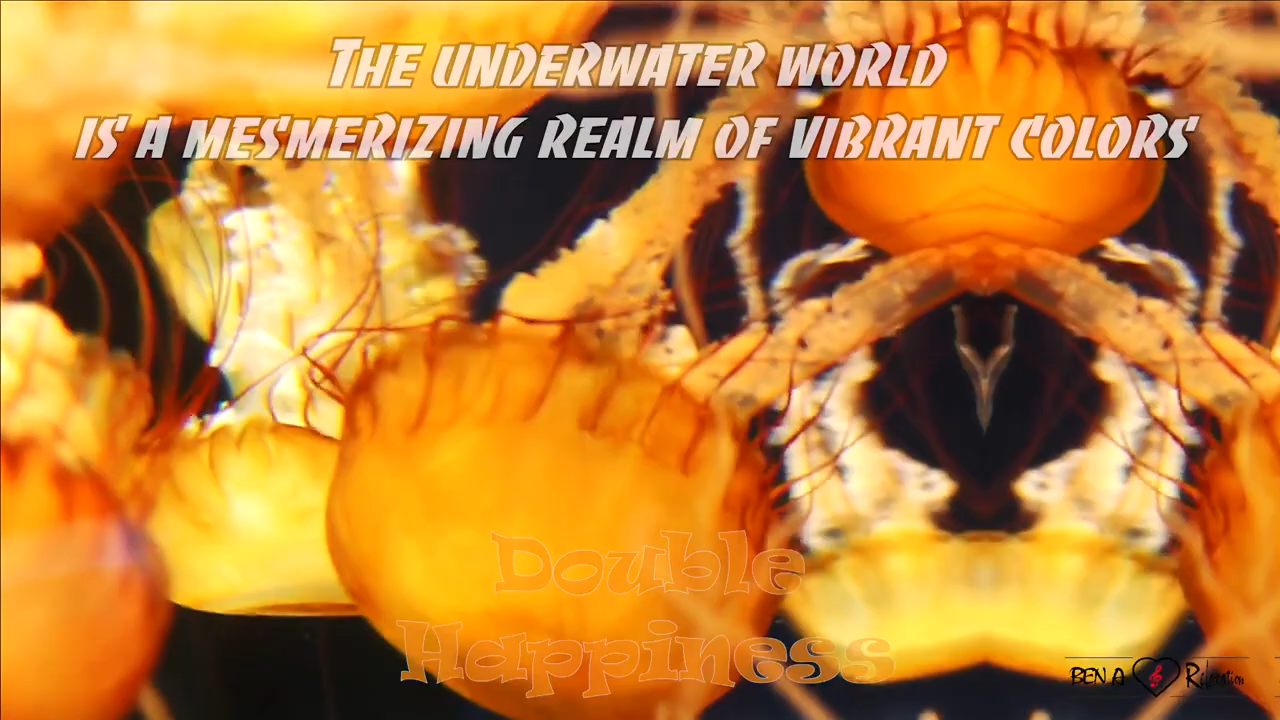 The underwater world
is a mesmerizing realm of vibrant colors
Double
Happiness
BEN A